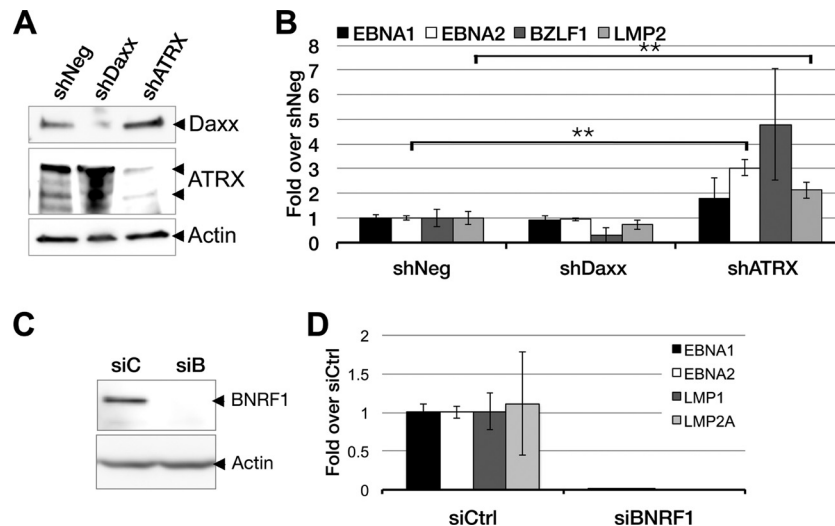 A
shNeg
shDaxx
shATRX
Daxx
ATRX
Actin
B
EBNA1 EBNA2 BZLF1 LMP2
Fold over shNeg
8
7
6
5
4
3
2
1
0
**
**
shNeg shDaxx shATRX
C
siC siB
BNRF1
Actin
D
Fold over siCtrl
2
1.5
1
0.5
0
EBNA1
EBNA2
LMP1
LMP2A
siCtrl siBNRF1